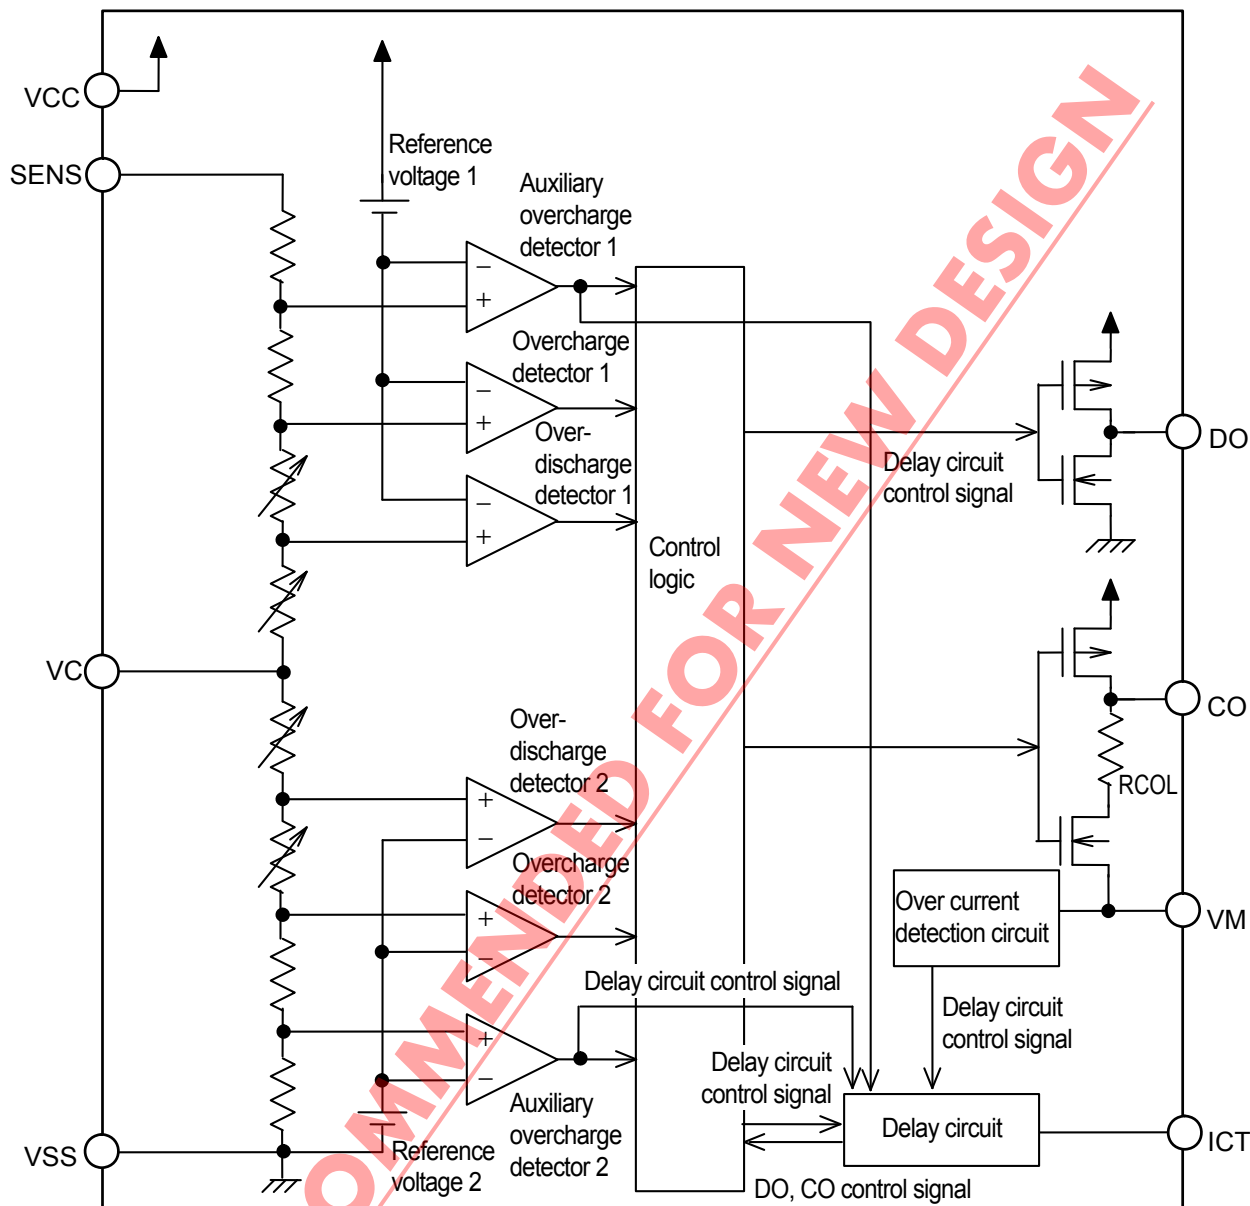 VCC
SENS
Reference
voltage 1
Auxiliary
overcharge
detector 1
−
+
Overcharge
detector 1
−
+
Over-
discharge
detector 1
−
+
Control
logic
Delay circuit
control signal
DO
VC
CO
RCOL
Over-
discharge
detector 2
+
−
Overcharge
detector 2
+
−
Over current
detection circuit
VM
Delay circuit control signal
Delay circuit
control signal
+
−
Delay circuit
control signal
Auxiliary
overcharge
detector 2
Delay circuit
ICT
VSS
Reference
voltage 2
DO, CO control signal
OMMENDED FOR NEW DESIGN